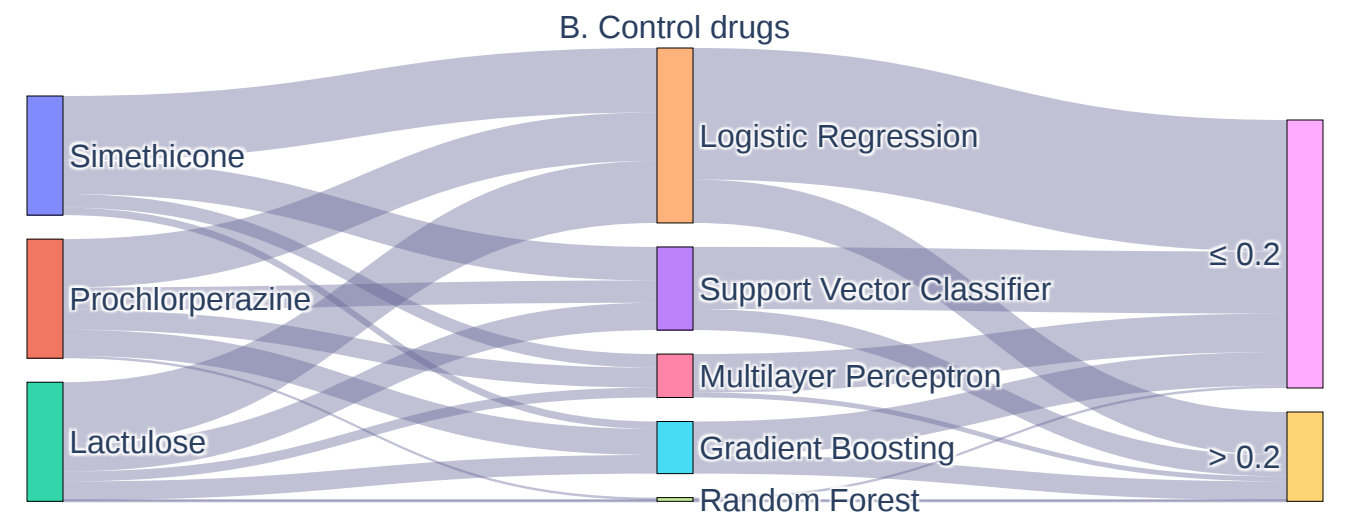 B. Control drugs
Simethicone
Prochlorperazine
Lactulose
Logistic Regression
Support Vector Classifier
Multilayer Perceptron
Gradient Boosting
Random Forest
≤ 0.2
> 0.2